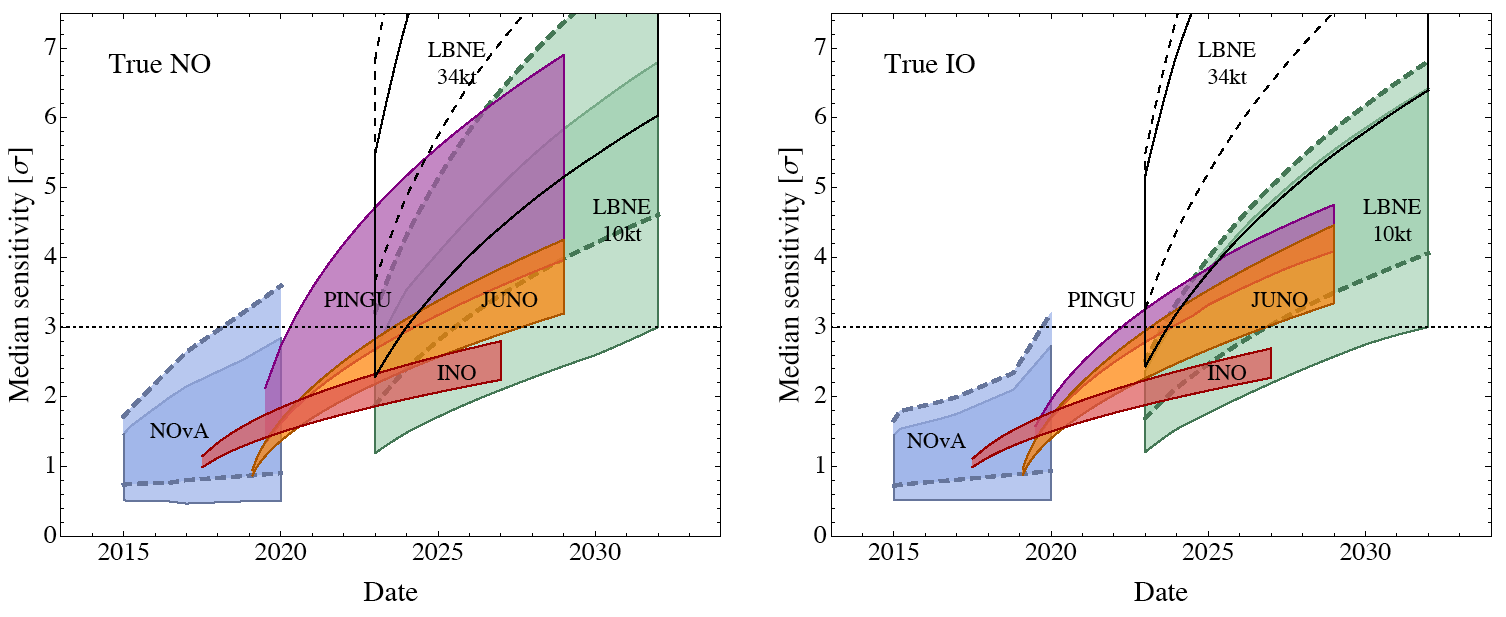 True NO
LBNE
34kt
LBNE
10kt
PINGU
JUNO
INO
NOvA
Median sensitivity [σ]
7
6
5
4
3
2
1
0
2015 2020 2025 2030
Date
True IO
LBNE
34kt
LBNE
10kt
PINGU
JUNO
INO
NOvA
Median sensitivity [σ]
7
6
5
4
3
2
1
0
2015 2020 2025 2030
Date